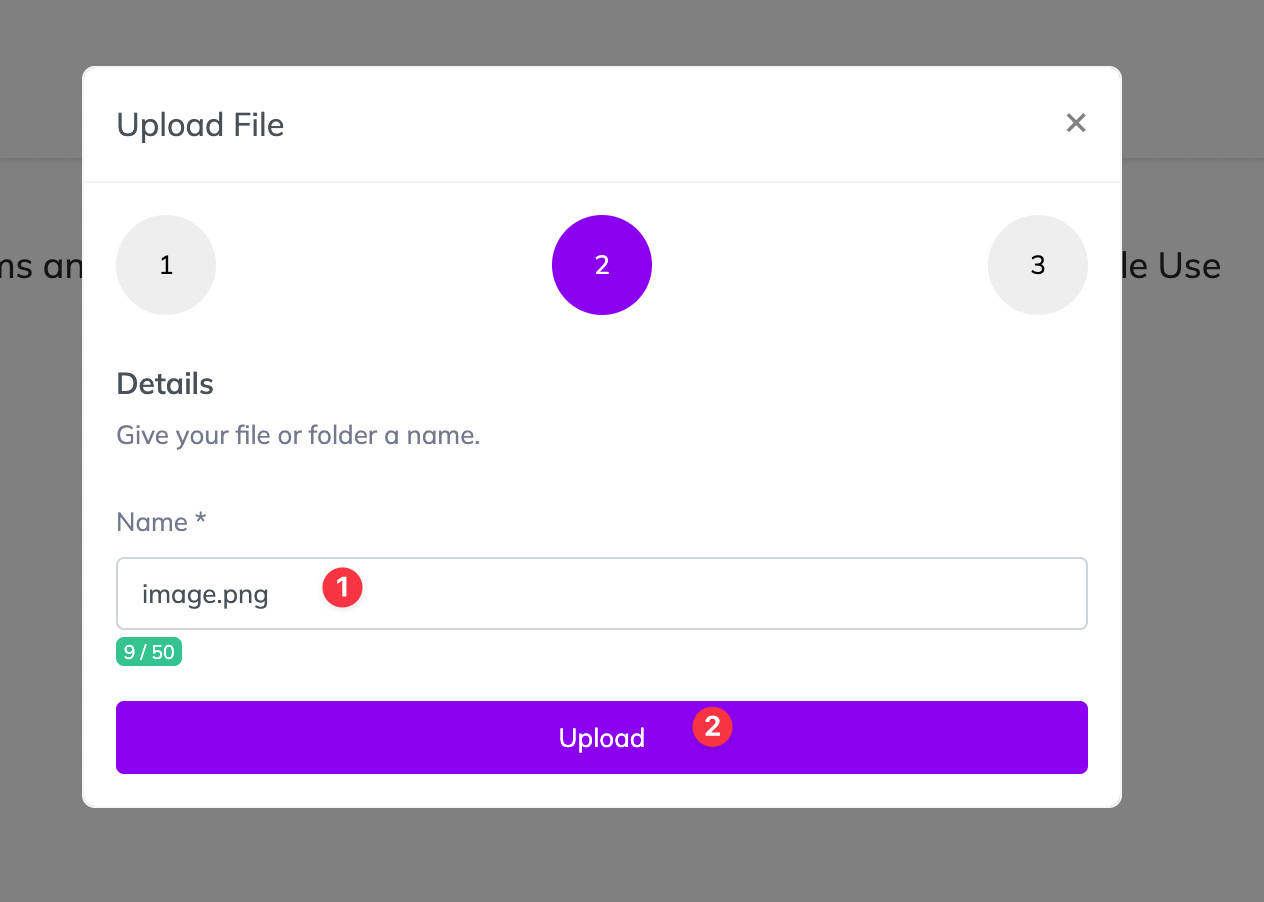 Upload File
×
1
2
3
ms an
le Use
Details
Give your file or folder a name.
Name *
image.png
1
9 / 50
Upload
2